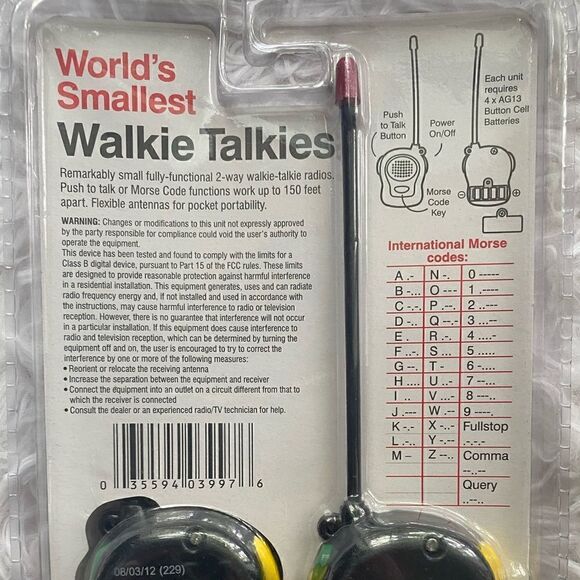 World's
Smallest
Walkie Talkies
Remarkably small fully-functional 2-way walkie-talkie radios.
Push to talk or Morse Code functions work up to 150 feet
apart. Flexible antennas for pocket portability.
WARNING: Changes or modifications to this unit not expressly approved
by the party responsible for compliance could void the user's authority to
operate the equipment.
This device has been tested and found to comply with the limits for a
Class B digital device, pursuant to Part 15 of the FCC rules. These limits
are designed to provide reasonable protection against harmful interference
in a residential installation. This equipment generates, uses and can radiate
radio frequency energy and, if not installed and used in accordance with
the instructions, may cause harmful interference to radio or television
reception. However, there is no guarantee that interference will not occur
in a particular installation. If this equipment does cause interference to
radio and television reception, which can be determined by turning the
equipment off and on, the user is encouraged to try to correct the
interference by one or more of the following measures:
• Reorient or relocate the receiving antenna
• Increase the separation between the equipment and receiver
• Connect the equipment into an outlet on a circuit different from that to
which the receiver is connected
• Consult the dealer or an experienced radio/TV technician for help.
0 35594 03997 6
08/03/12 (229)
Push
to Talk
Button
Power
On/Off
Each unit
requires
4 x AG13
Button Cell
Batteries
Morse
Code
Key
International Morse
codes:
A .- N -. 0 -----
B -... O --- 1 .----
C -.-. P .--. 2 ..---
D -.. Q --.- 3 ...--
E . R .-. 4 ....-
F ..-. S ... 5 .....
G --. T - 6 -....
H .... U ..- 7 --...
I .. V ...- 8 ---..
J .--- W .-- 9 ----.
K -.- X -..- Fullstop
L .-.. Y -.-- .-.-.-
M -- Z --.. Comma
--..--
Query
..--..